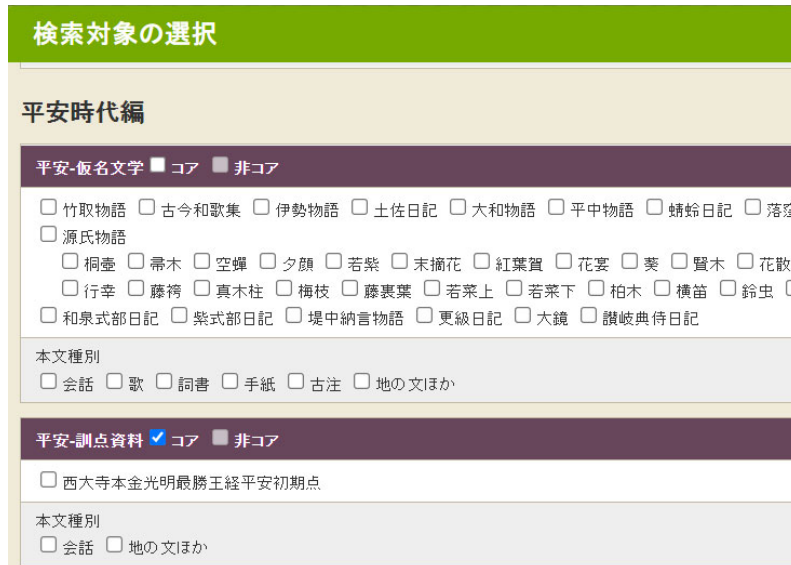 検索対象の選択
平安時代編
平安-仮名文学 コア 非コア
竹取物語 古今和歌集 伊勢物語 土佐日記 大和物語 平中物語 蜻蛉日記 落窪
源氏物語
桐壺 帚木 空蟬 夕顔 若紫 末摘花 紅葉賀 花宴 葵 賢木 花散
行幸 藤袴 真木柱 梅枝 藤裏葉 若菜上 若菜下 柏木 横笛 鈴虫
和泉式部日記 紫式部日記 堤中納言物語 更級日記 大鏡 讃岐典侍日記
本文種別
会話 歌 詞書 手紙 古注 地の文ほか
平安-訓点資料 コア 非コア
西大寺本金光明最勝王経平安初期点
本文種別
会話 地の文ほか